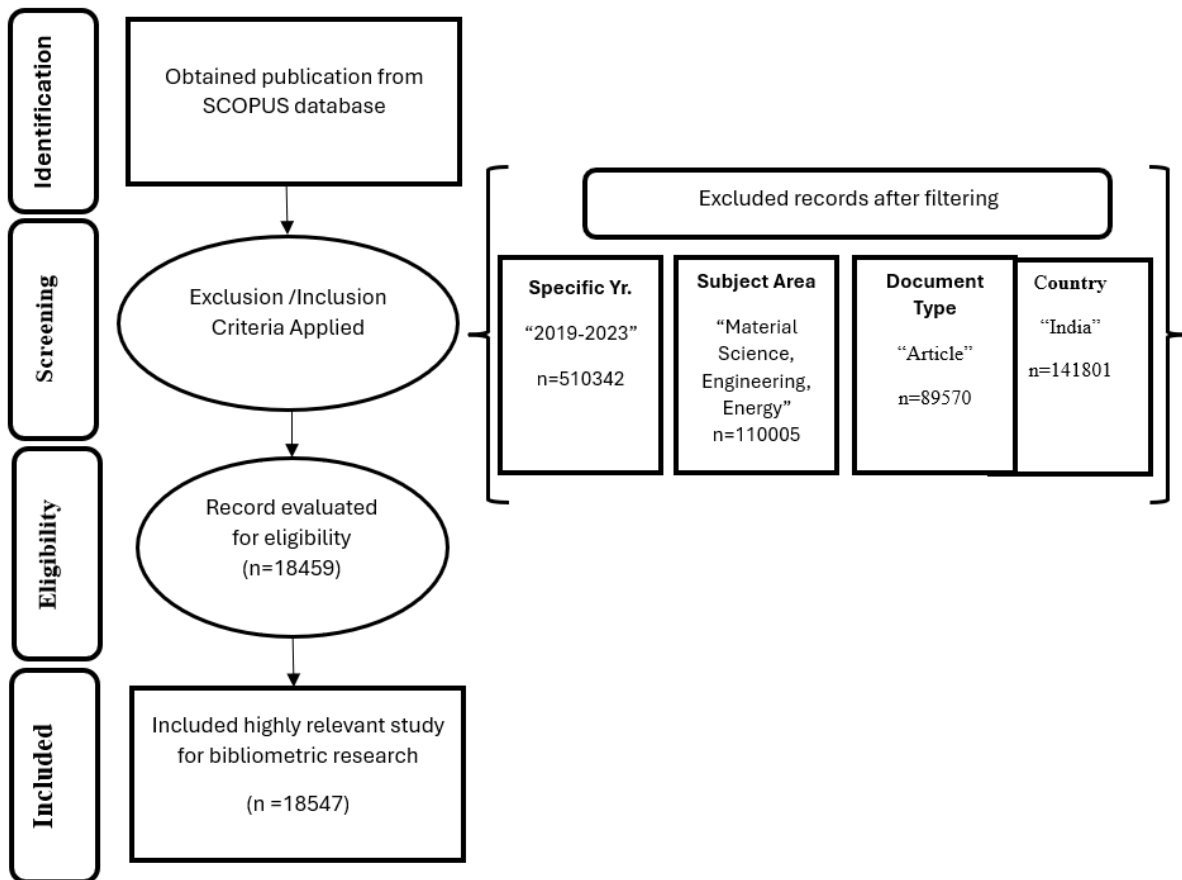 Identification
Obtained publication from
SCOPUS database
Screening
Exclusion /Inclusion
Criteria Applied
Excluded records after filtering
Specific Yr.
“2019-2023”
n=510342
Subject Area
“Material
Science,
Engineering,
Energy”
n=110005
Document
Type
“Article”
n=89570
Country
“India”
n=141801
Eligibility
Record evaluated
for eligibility
(n=18459)
Included
Included highly relevant study
for bibliometric research
(n =18547)